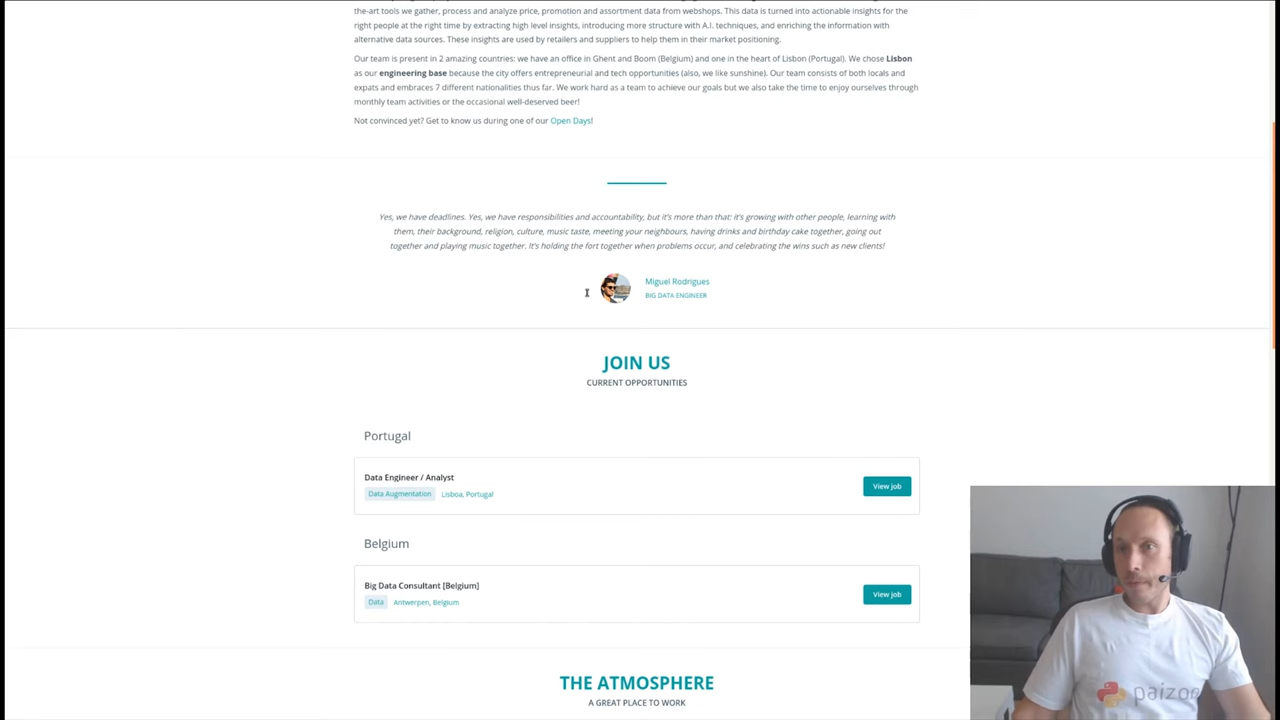 the-art tools we gather, process and analyze price, promotion and assortment data from webshops. This data is turned into actionable insights for the
right people at the right time by extracting high level insights, introducing more structure with A.I. techniques, and enriching the information with
alternative data sources. These insights are used by retailers and suppliers to help them in their market positioning.
Our team is present in 2 amazing countries: we have an office in Ghent and Boom (Belgium) and one in the heart of Lisbon (Portugal). We chose Lisbon
as our engineering base because the city offers entrepreneurial and tech opportunities (also, we like sunshine). Our team consists of both locals and
expats and embraces 7 different nationalities thus far. We work hard as a team to achieve our goals but we also take the time to enjoy ourselves through
monthly team activities or the occasional well-deserved beer!
Not convinced yet? Get to know us during one of our Open Days!
Yes, we have deadlines. Yes, we have responsibilities and accountability, but it's more than that: it's growing with other people, learning with
them, their background, religion, culture, music taste, meeting your neighbours, having drinks and birthday cake together, going out
together and playing music together. It's holding the fort together when problems occur, and celebrating the wins such as new clients!
Miguel Rodrigues
BIG DATA ENGINEER
JOIN US
CURRENT OPPORTUNITIES
Portugal
Data Engineer / Analyst
View job
Data Augmentation Lisboa, Portugal
Belgium
Big Data Consultant [Belgium]
View job
Data Antwerpen, Belgium
THE ATMOSPHERE
A GREAT PLACE TO WORK